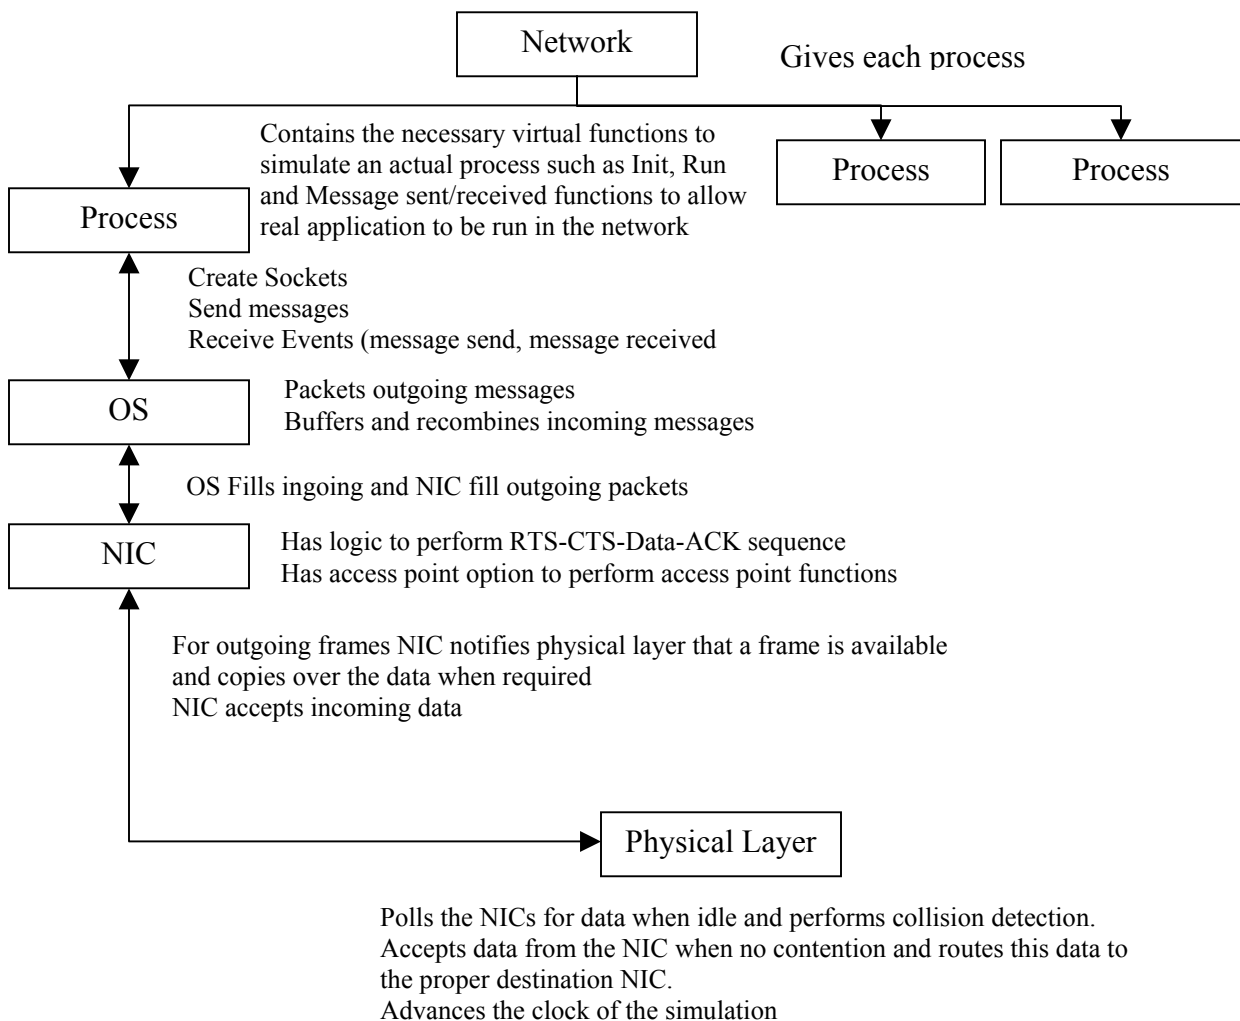 Network
Gives each process
Contains the necessary virtual functions to
simulate an actual process such as Init, Run
and Message sent/received functions to allow
real application to be run in the network
Process
Process
Process
Create Sockets
Send messages
Receive Events (message send, message received
OS
Packets outgoing messages
Buffers and recombines incoming messages
OS Fills ingoing and NIC fill outgoing packets
NIC
Has logic to perform RTS-CTS-Data-ACK sequence
Has access point option to perform access point functions
For outgoing frames NIC notifies physical layer that a frame is available
and copies over the data when required
NIC accepts incoming data
Physical Layer
Polls the NICs for data when idle and performs collision detection.
Accepts data from the NIC when no contention and routes this data to
the proper destination NIC.
Advances the clock of the simulation